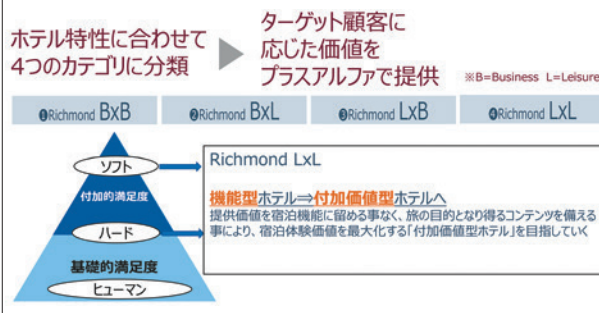 ホテル特性に合わせて
4つのカテゴリに分類
ターゲット顧客に
応じた価値を
プラスアルファで提供
※B=Business L=Leisure
❶Richmond BxB
❷Richmond BxL
❸Richmond LxB
❹Richmond LxL
ソフト
付加的満足度
ハード
基礎的満足度
ヒューマン
Richmond LxL
機能型ホテル⇒付加価値型ホテルへ
提供価値を宿泊機能に留める事なく、旅の目的となり得るコンテンツを備える
事により、宿泊体験価値を最大化する「付加価値型ホテル」を目指していく